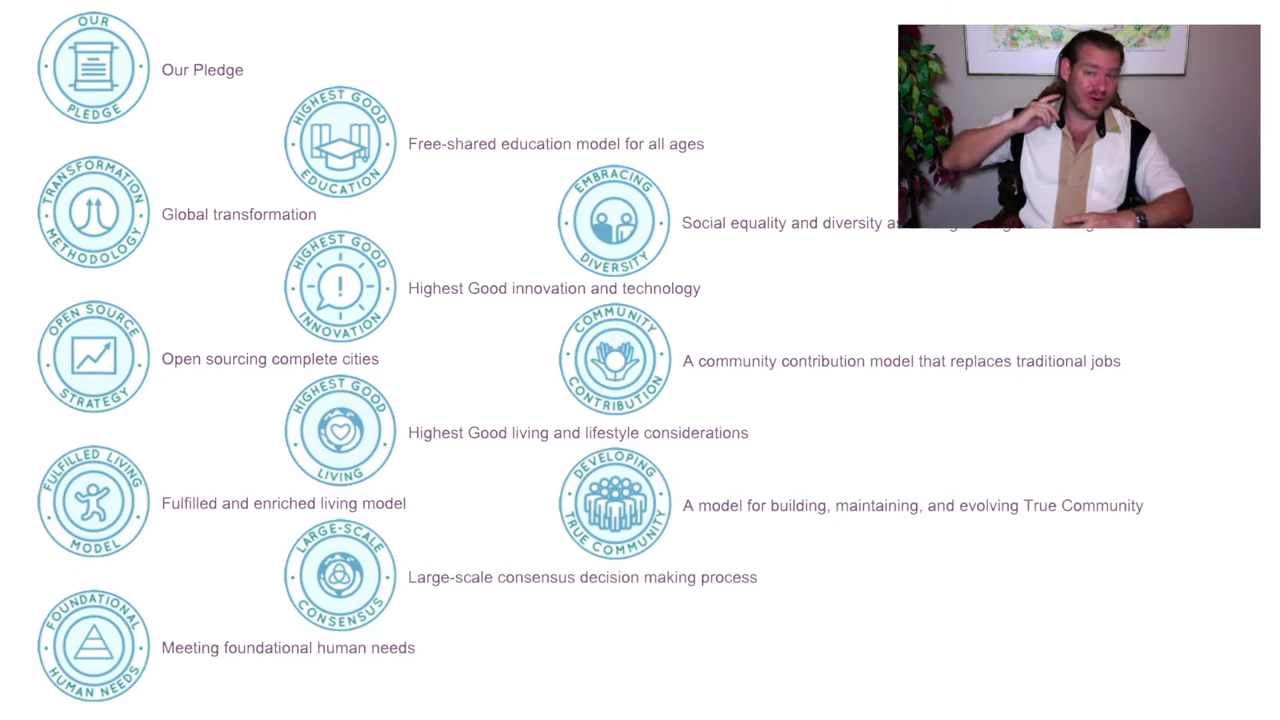 OUR PLEDGE
Our Pledge
HIGHEST GOOD EDUCATION
Free-shared education model for all ages
TRANSFORMATION METHODOLOGY
Global transformation
EMBRACING DIVERSITY
Social equality and diversity
HIGHEST GOOD INNOVATION
Highest Good innovation and technology
OPEN SOURCE STRATEGY
Open sourcing complete cities
COMMUNITY CONTRIBUTION
A community contribution model that replaces traditional jobs
HIGHEST GOOD LIVING
Highest Good living and lifestyle considerations
FULFILLED LIVING MODEL
Fulfilled and enriched living model
DEVELOPING TRUE COMMUNITY
A model for building, maintaining, and evolving True Community
LARGE-SCALE CONSENSUS
Large-scale consensus decision making process
FOUNDATIONAL HUMAN NEEDS
Meeting foundational human needs